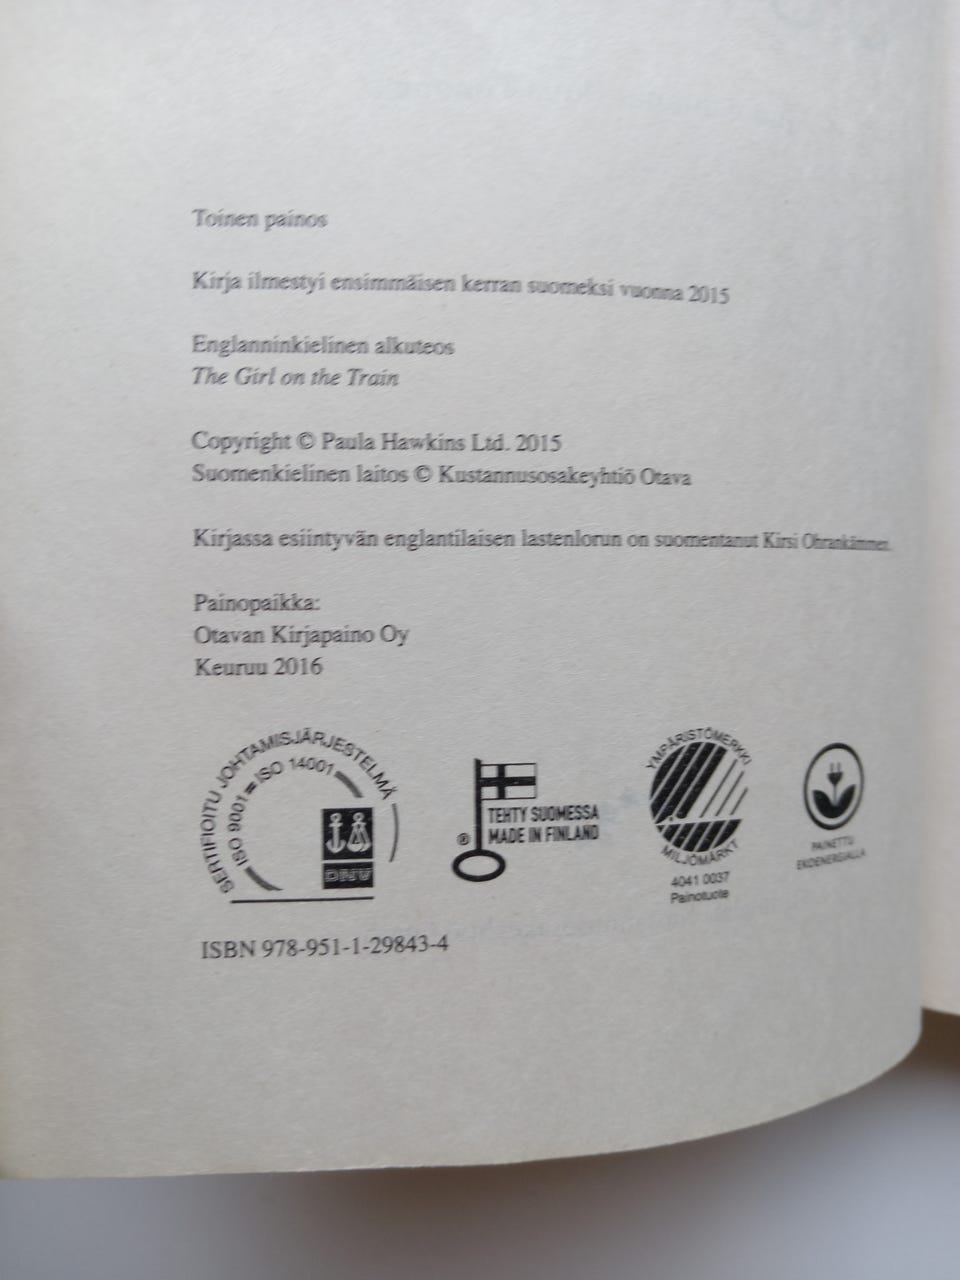 Toinen painos
Kirja ilmestyi ensimmäisen kerran suomeksi vuonna 2015
Englanninkielinen alkuteos
The Girl on the Train
Copyright © Paula Hawkins Ltd. 2015
Suomenkielinen laitos © Kustannusosakeyhtiö Otava
Kirjassa esiintyvän englantilaisen lastenlorun on suomentanut Kirsi
Painopaikka:
Otavan Kirjapaino Oy
Keuruu 2016
SERTIFIOITU JOHTAMISJÄRJESTELMÄ
ISO 9001 = ISO 14001
DNV
TEHTY SUOMESSA
® MADE IN FINLAND
YMPÄRISTÖMERKKI
MILJÖMÄRKT
4041 0037
Painotuote
PAINETTU
EKOENERGIALLA
ISBN 978-951-1-29843-4